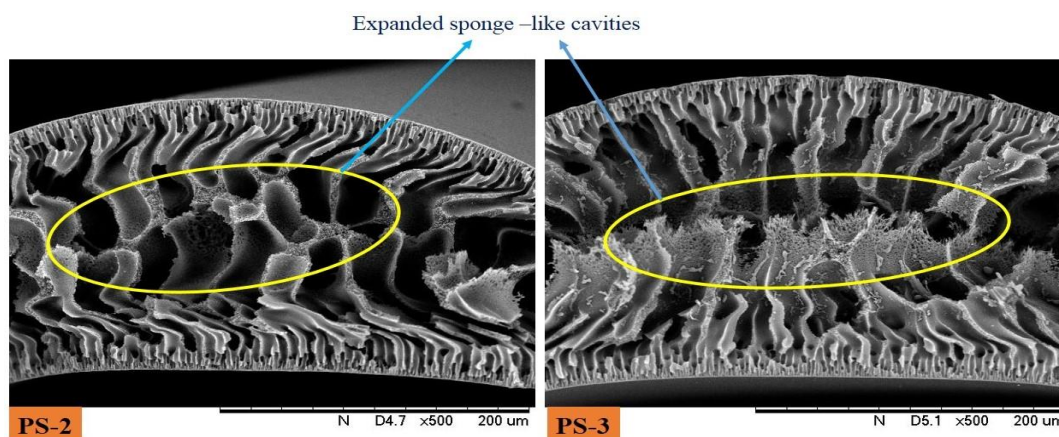 Expanded sponge –like cavities
PS-2
N D4.7 x500 200 um
PS-3
N D5.1 x500 200 um